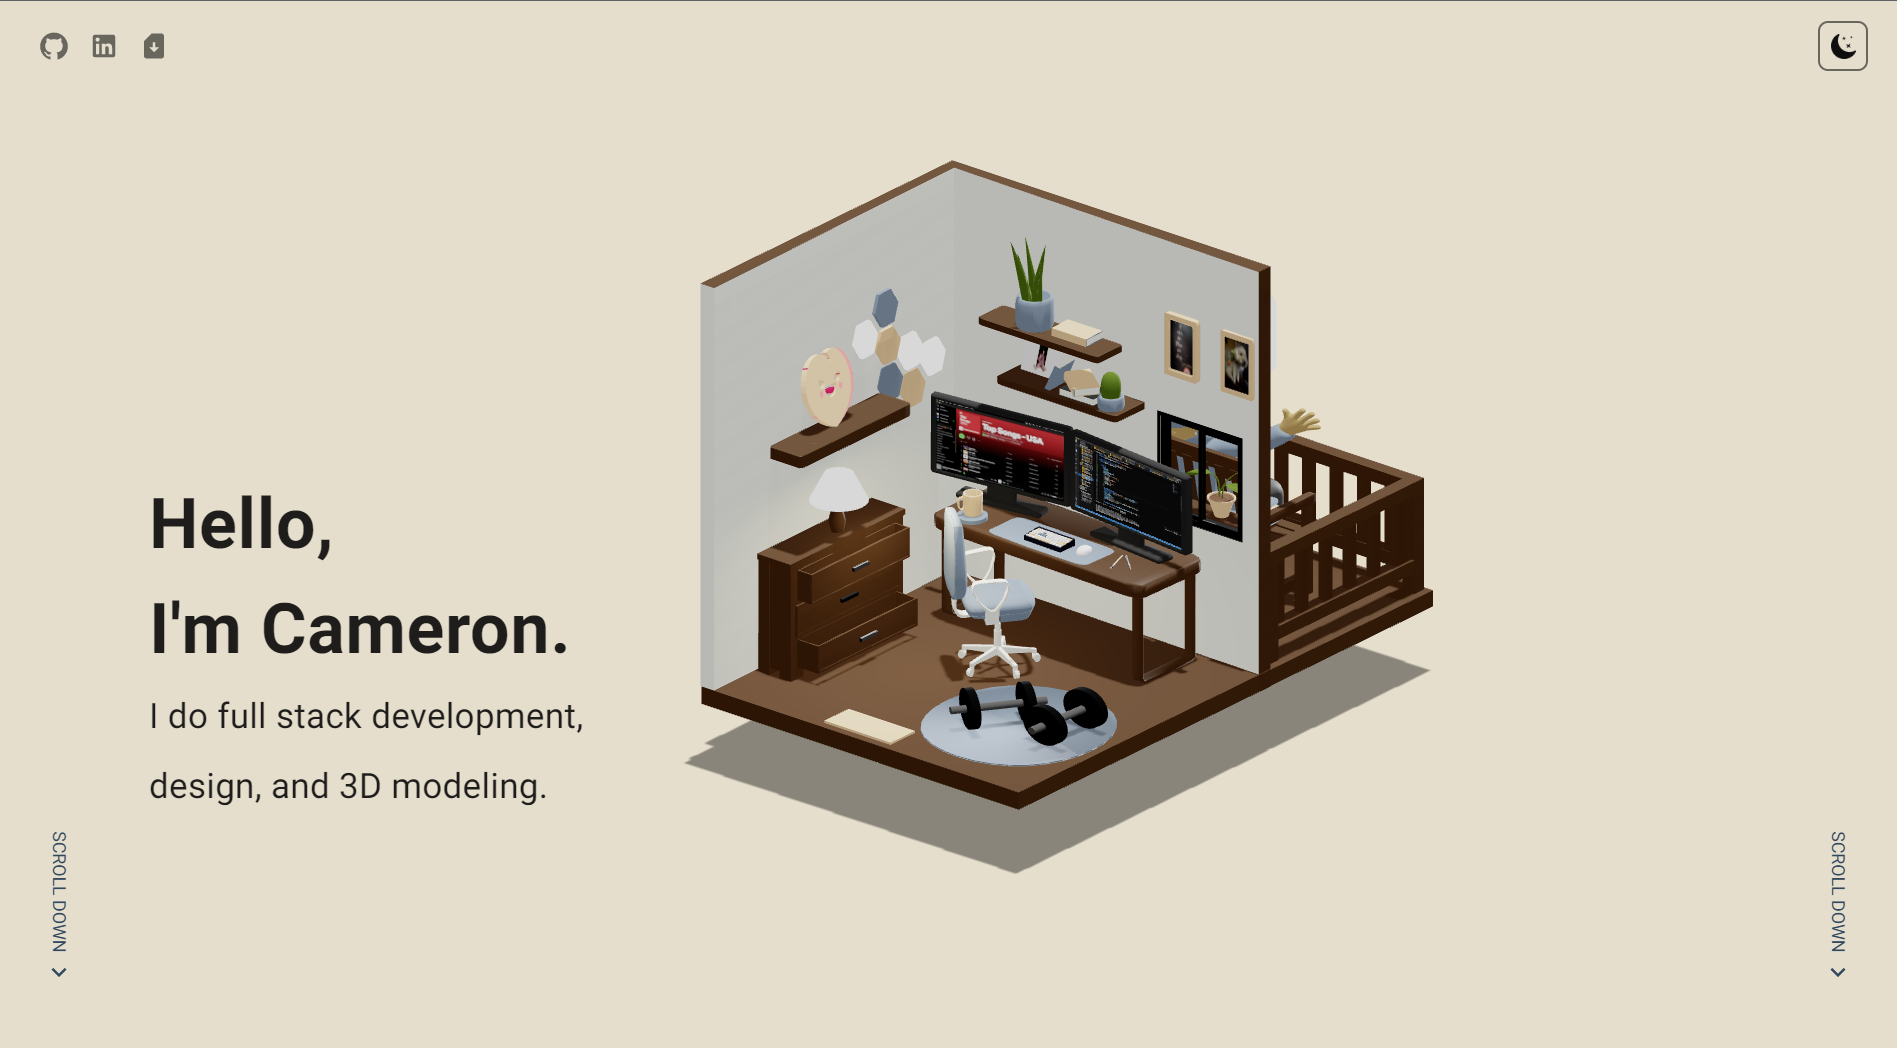 Top Songs - USA
Hello,
I'm Cameron.
I do full stack development,
design, and 3D modeling.
SCROLL DOWN
SCROLL DOWN